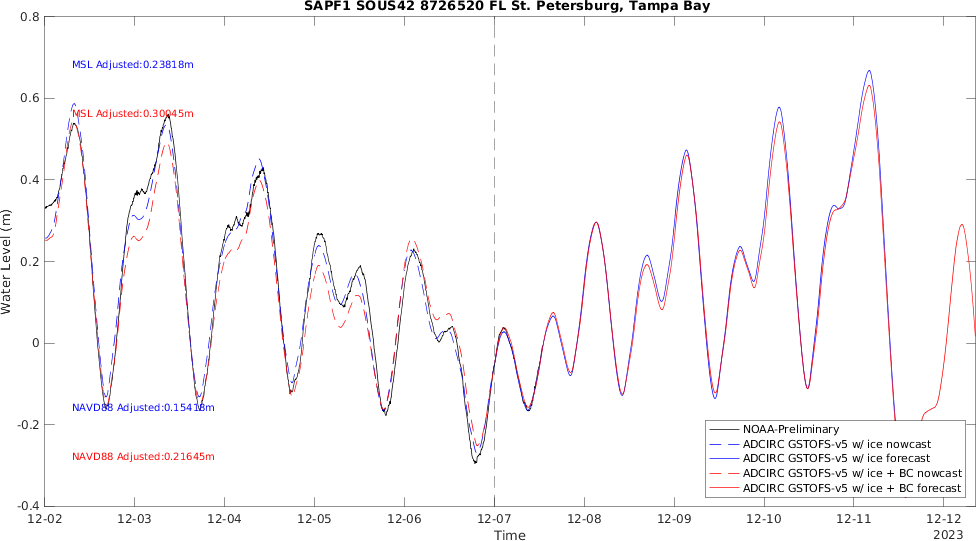 SAPF1 SOUS42 8726520 FL St. Petersburg, Tampa Bay
0.8
MSL Adjusted:0.23818m
0.6
MSL Adjusted:0.30045m
0.4
Water Level (m)
0.2
0
NAVD88 Adjusted:0.15418m
-0.2
NAVD88 Adjusted:0.21645m
NOAA-Preliminary
ADCIRC GSTOFS-v5 w/ ice nowcast
ADCIRC GSTOFS-v5 w/ ice forecast
ADCIRC GSTOFS-v5 w/ ice + BC nowcast
ADCIRC GSTOFS-v5 w/ ice + BC forecast
-0.4
12-02 12-03 12-04 12-05 12-06 12-07 12-08 12-09 12-10 12-11 12-12
Time 2023